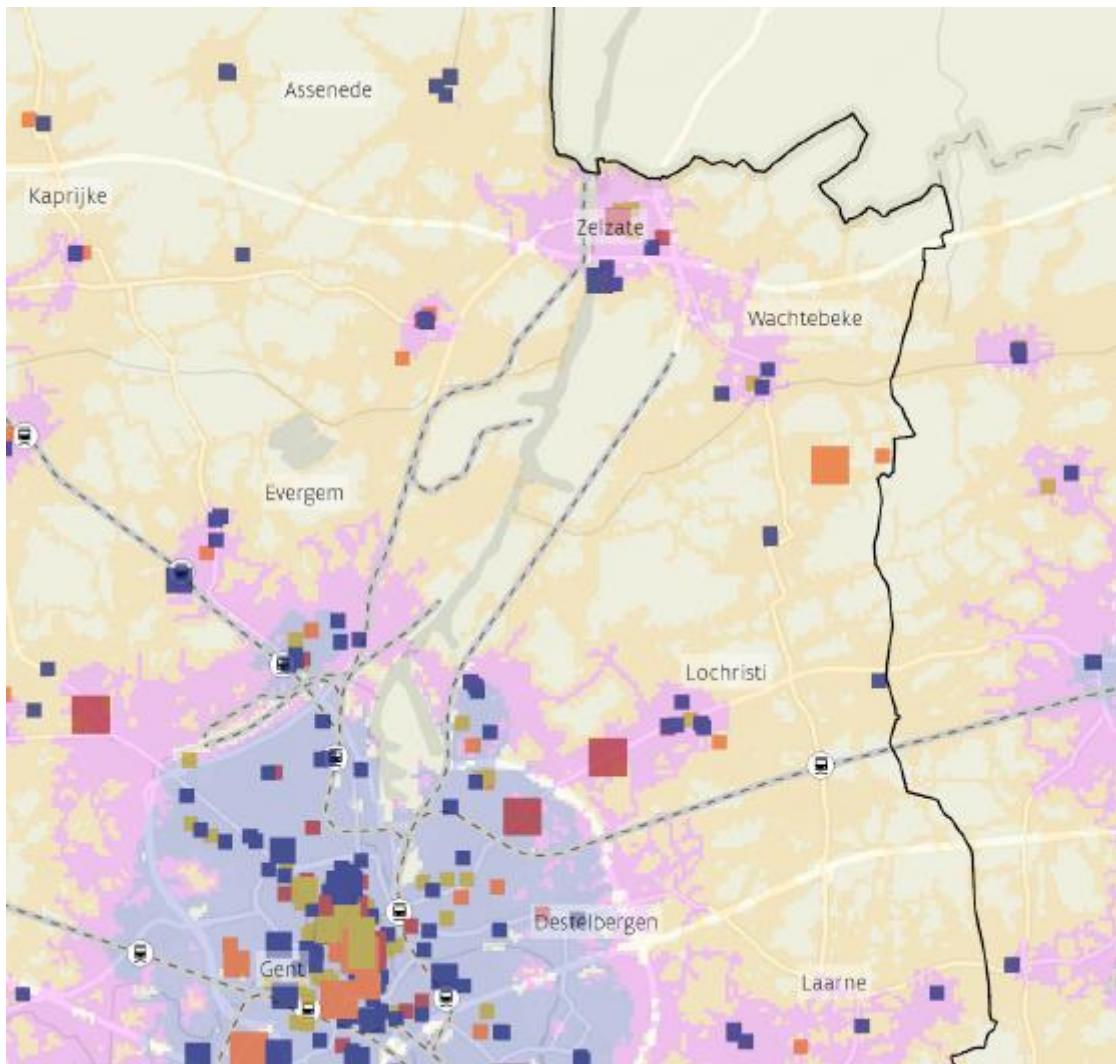 Assenede
Kaprijke
Zelzate
Wachtebeke
Evergem
Lochristi
Destelbergen
Gent
Laarne